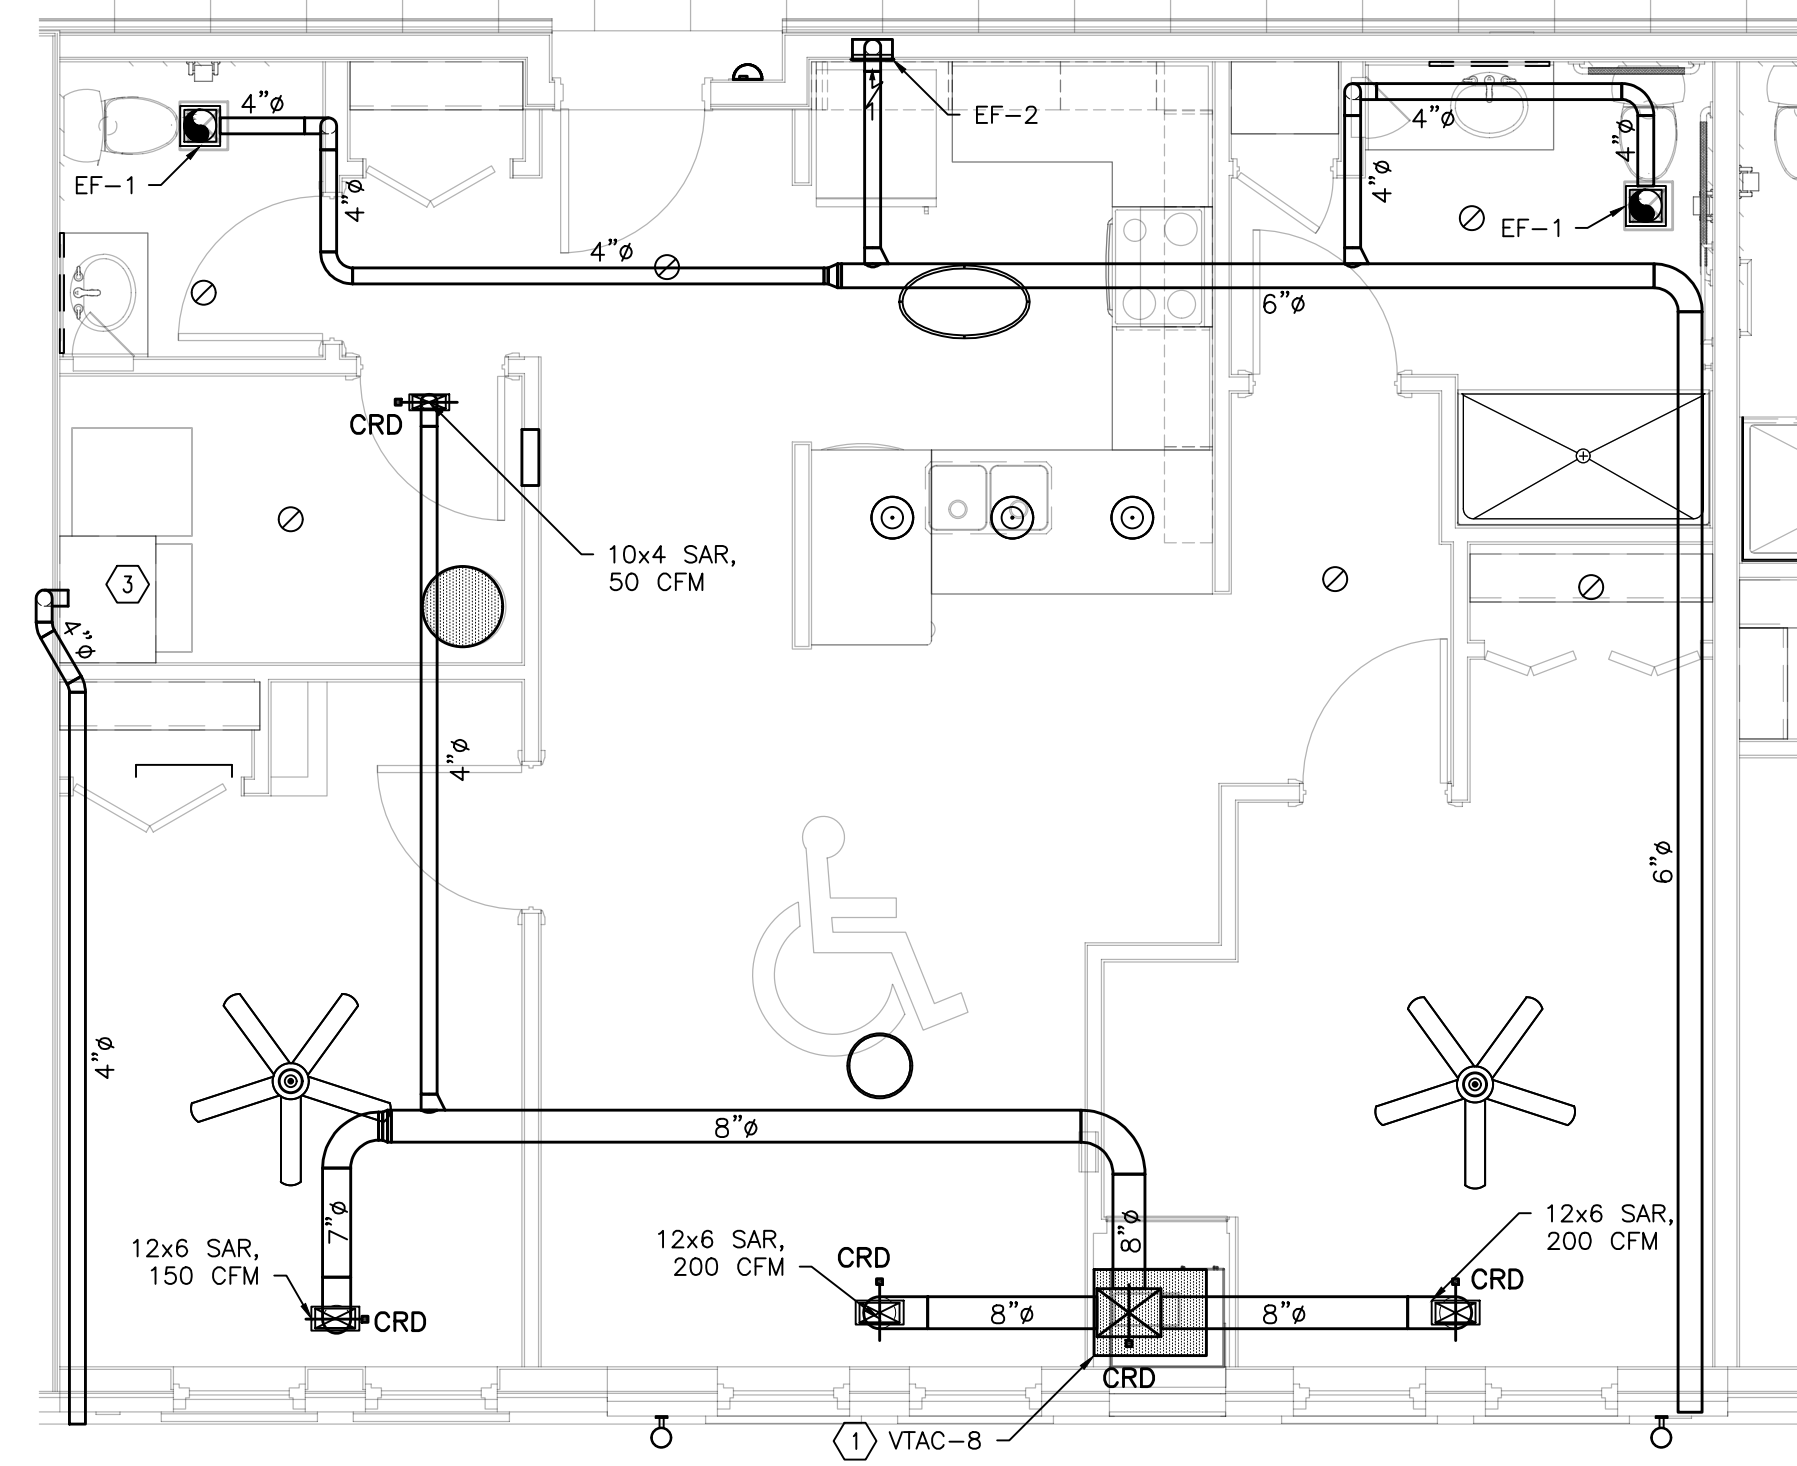 4"ø
EF-2
4"ø
EF-1
4"ø
4"ø
4"ø
EF-1
4"ø
6"ø
CRD
10x4 SAR,
50 CFM
3
4"ø
4"ø
6"ø
4"ø
8"ø
7"ø
8"ø
12x6 SAR,
150 CFM
12x6 SAR,
200 CFM
CRD
12x6 SAR,
200 CFM
CRD
8"ø
8"ø
CRD
CRD
1
VTAC-8